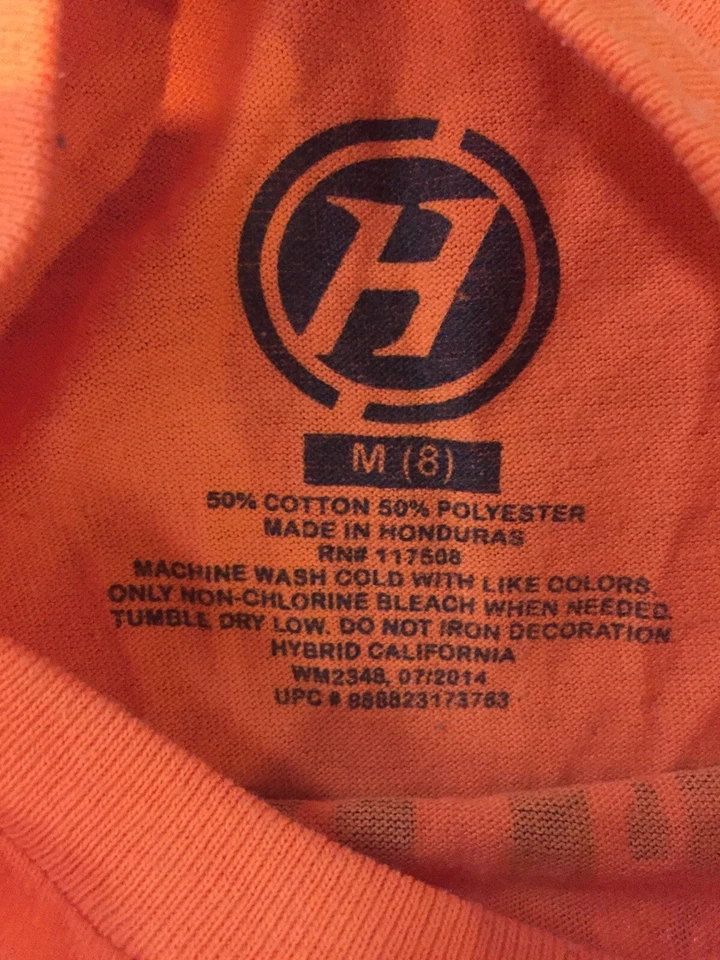 H
M (8)
50% COTTON 50% POLYESTER
MADE IN HONDURAS
RN# 117508
MACHINE WASH COLD WITH LIKE COLORS.
ONLY NON-CHLORINE BLEACH WHEN NEEDED.
TUMBLE DRY LOW. DO NOT IRON DECORATION.
HYBRID CALIFORNIA
WM2348, 07/2014
UPC #